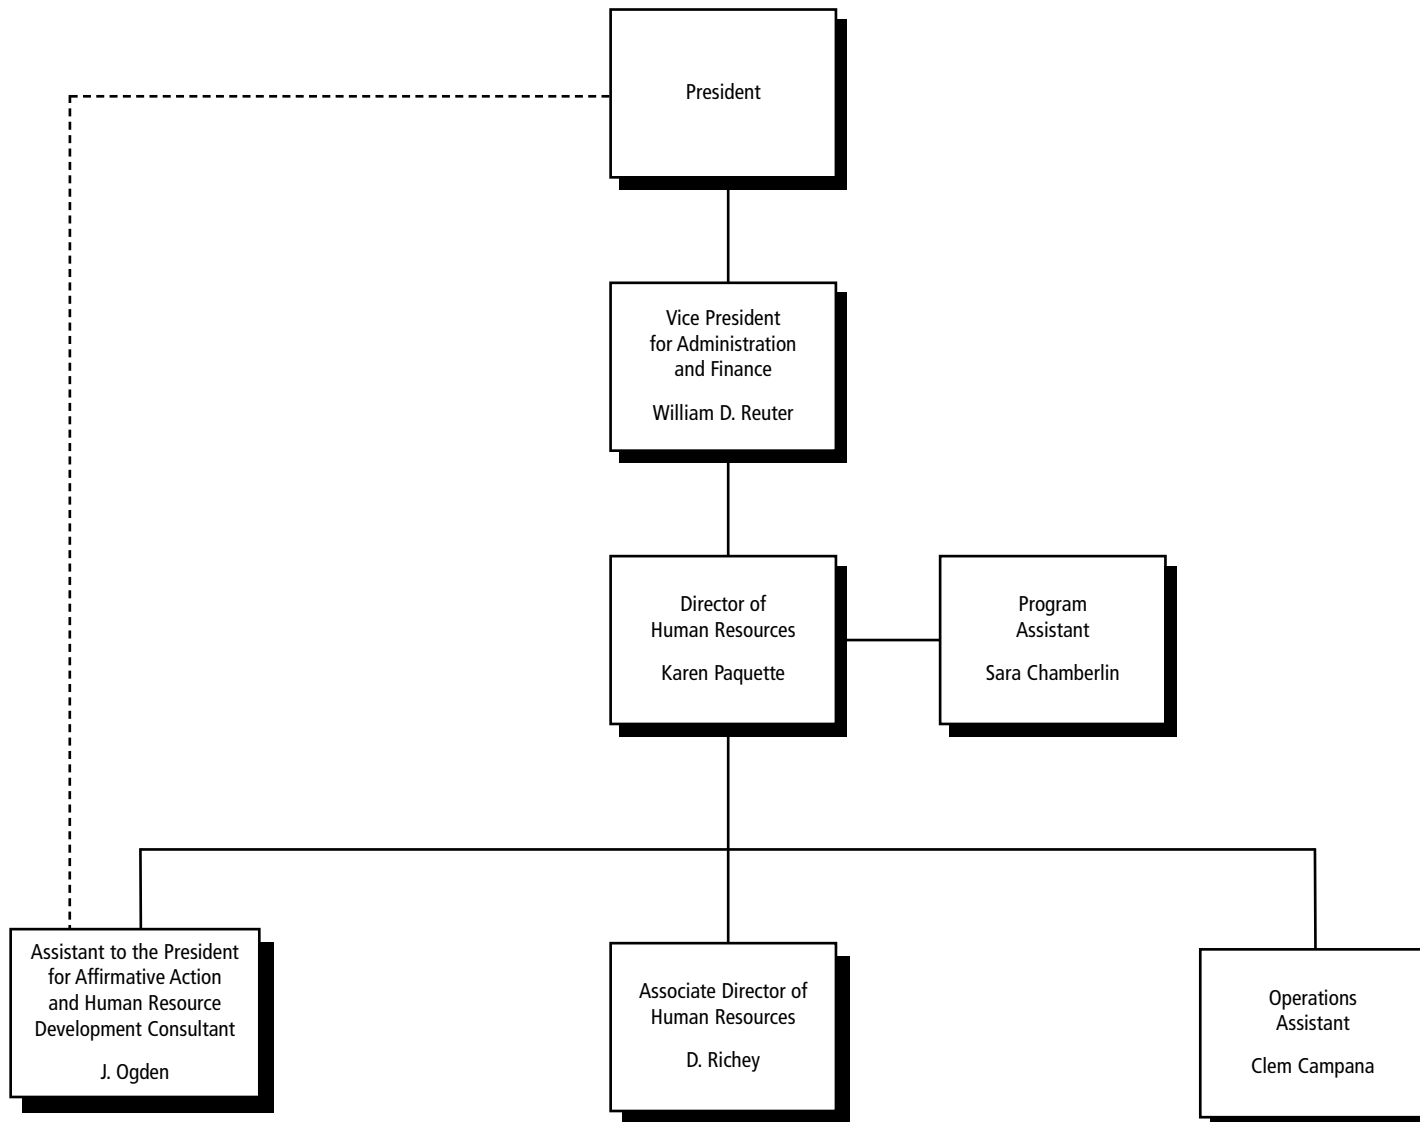 President
Vice President
for Administration
and Finance
William D. Reuter
Director of
Human Resources
Karen Paquette
Program
Assistant
Sara Chamberlin
Assistant to the President
for Affirmative Action
and Human Resource
Development Consultant
J. Ogden
Associate Director of
Human Resources
D. Richey
Operations
Assistant
Clem Campana